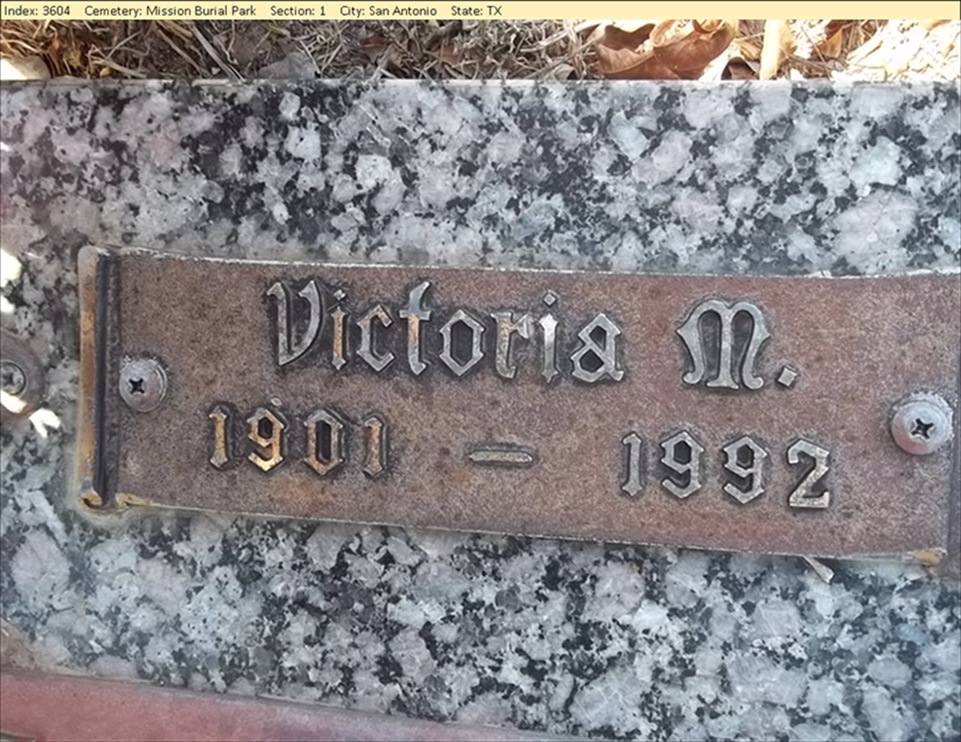 Index: 3604 Cemetery: Mission Burial Park Section: 1 City: San Antonio State: TX
Victoria M.
1901 – 1992